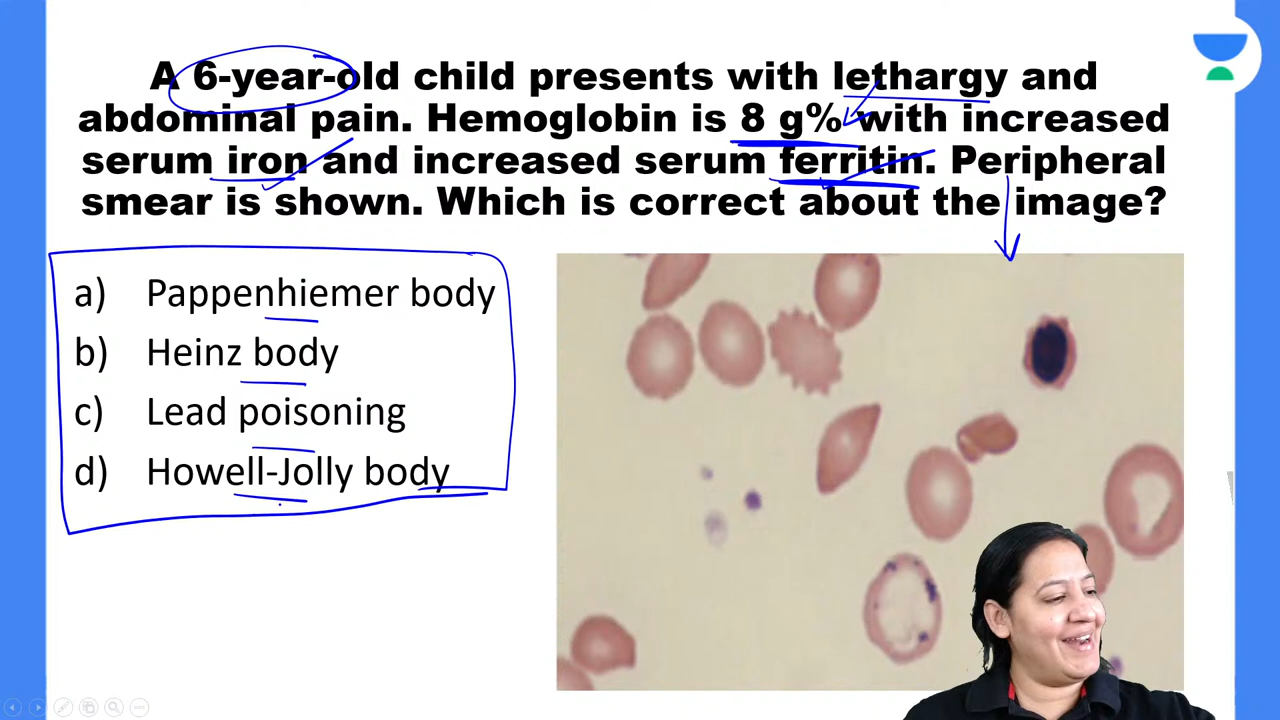 A 6-year-old child presents with lethargy and
abdominal pain. Hemoglobin is 8 g% with increased
serum iron and increased serum ferritin. Peripheral
smear is shown. Which is correct about the image?
a) Pappenhiemer body
b) Heinz body
c) Lead poisoning
d) Howell-Jolly body